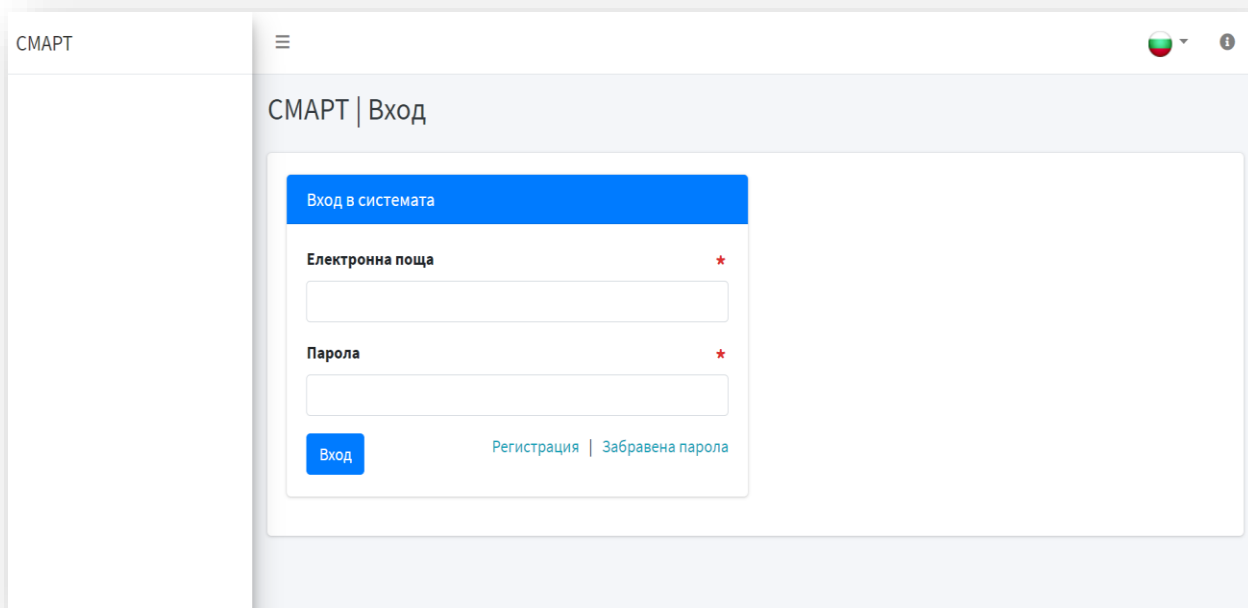 СМАРТ
СМАРТ | Вход
Вход в системата
Електронна поща *
Парола *
Вход
Регистрация | Забравена парола